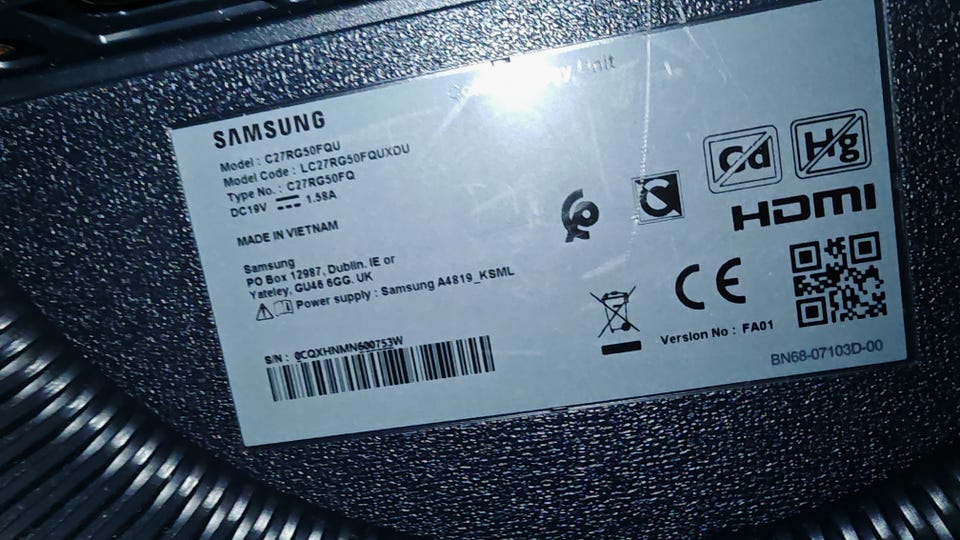 SAMSUNG
Unit
Model : C27RG50FQU
Model Code : LC27RG50FQUXDU
Type No. : C27RG50FQ
DC19V 1.58A
MADE IN VIETNAM
Samsung
PO Box 12987, Dublin. IE or
Yateley, GU46 6GG. UK
Power supply : Samsung A4819_KSML
S/N : 0CQXHNMN600753W
Cd
Hg
HDMI
CE
Version No : FA01
BN68-07103D-00